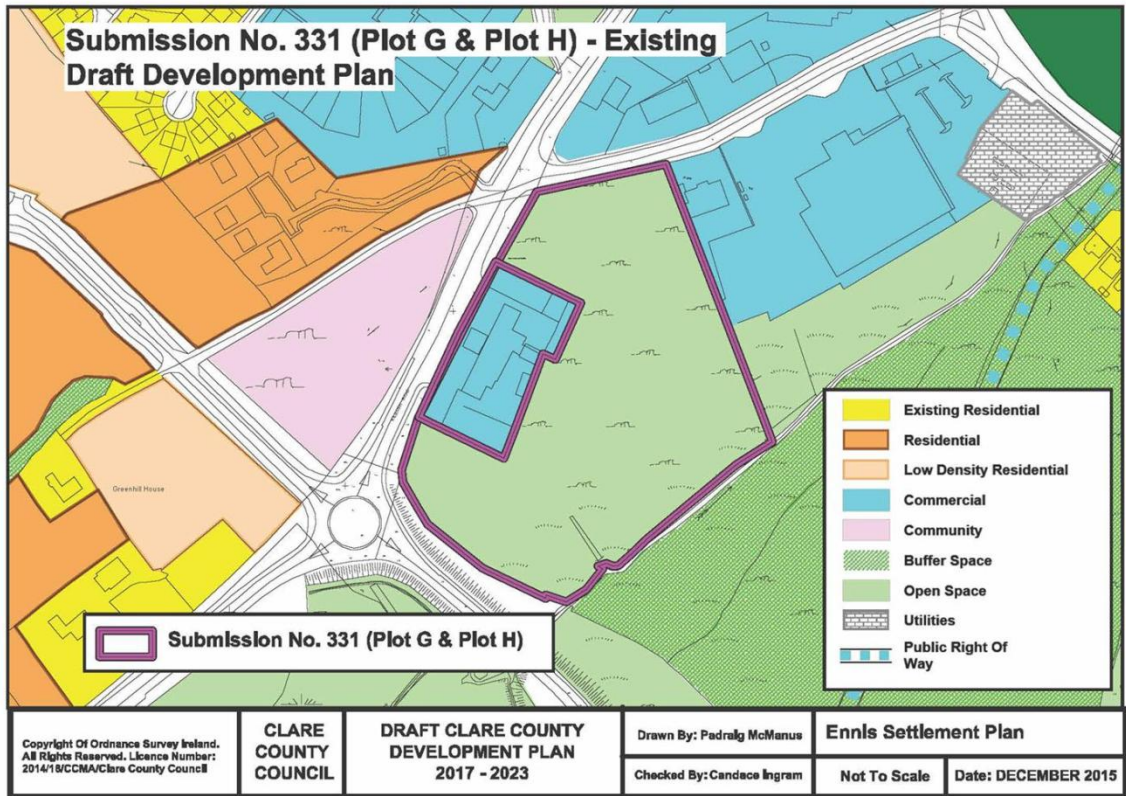 Submission No. 331 (Plot G & Plot H) - Existing
Draft Development Plan
Greenhill House
Existing Residential
Residential
Low Density Residential
Commercial
Community
Buffer Space
Open Space
Utilities
Public Right Of
Way
Submission No. 331 (Plot G & Plot H)
Copyright Of Ordnance Survey Ireland.
All Rights Reserved. Licence Number:
2014/18/CCMA/Clare County Council
CLARE
COUNTY
COUNCIL
DRAFT CLARE COUNTY
DEVELOPMENT PLAN
2017 - 2023
Drawn By: Padraig McManus
Checked By: Candace Ingram
Ennis Settlement Plan
Not To Scale
Date: DECEMBER 2015